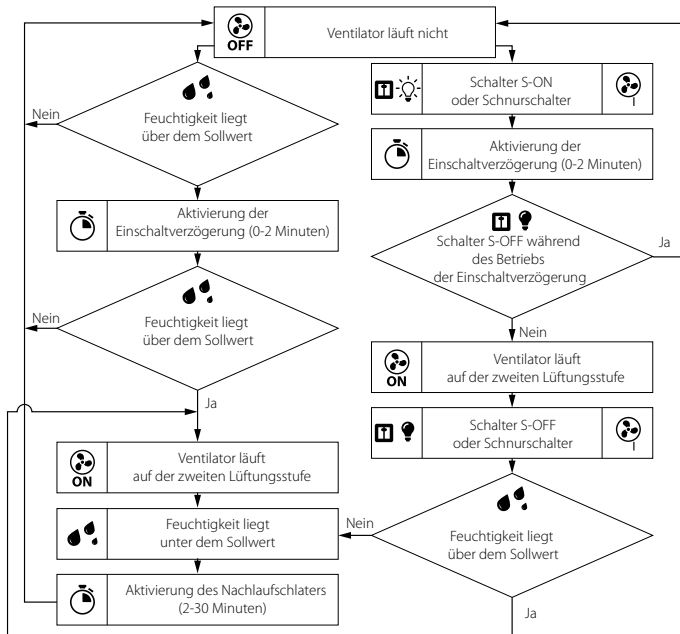 OFF
Ventilator läuft nicht
Feuchtigkeit liegt
über dem Sollwert
Nein
Aktivierung der
Einschaltverzögerung (0-2 Minuten)
Feuchtigkeit liegt
über dem Sollwert
Nein
Ja
ON
Ventilator läuft
auf der zweiten Lüftungsstufe
Feuchtigkeit liegt
unter dem Sollwert
Aktivierung des Nachlaufschlaters
(2-30 Minuten)
Schalter S-ON
oder Schnurschalter
Aktivierung der
Einschaltverzögerung (0-2 Minuten)
Schalter S-OFF während
des Betriebs
der Einschaltverzögerung
Ja
Nein
ON
Ventilator läuft
auf der zweiten Lüftungsstufe
Schalter S-OFF
oder Schnurschalter
Nein
Feuchtigkeit liegt
über dem Sollwert
Ja